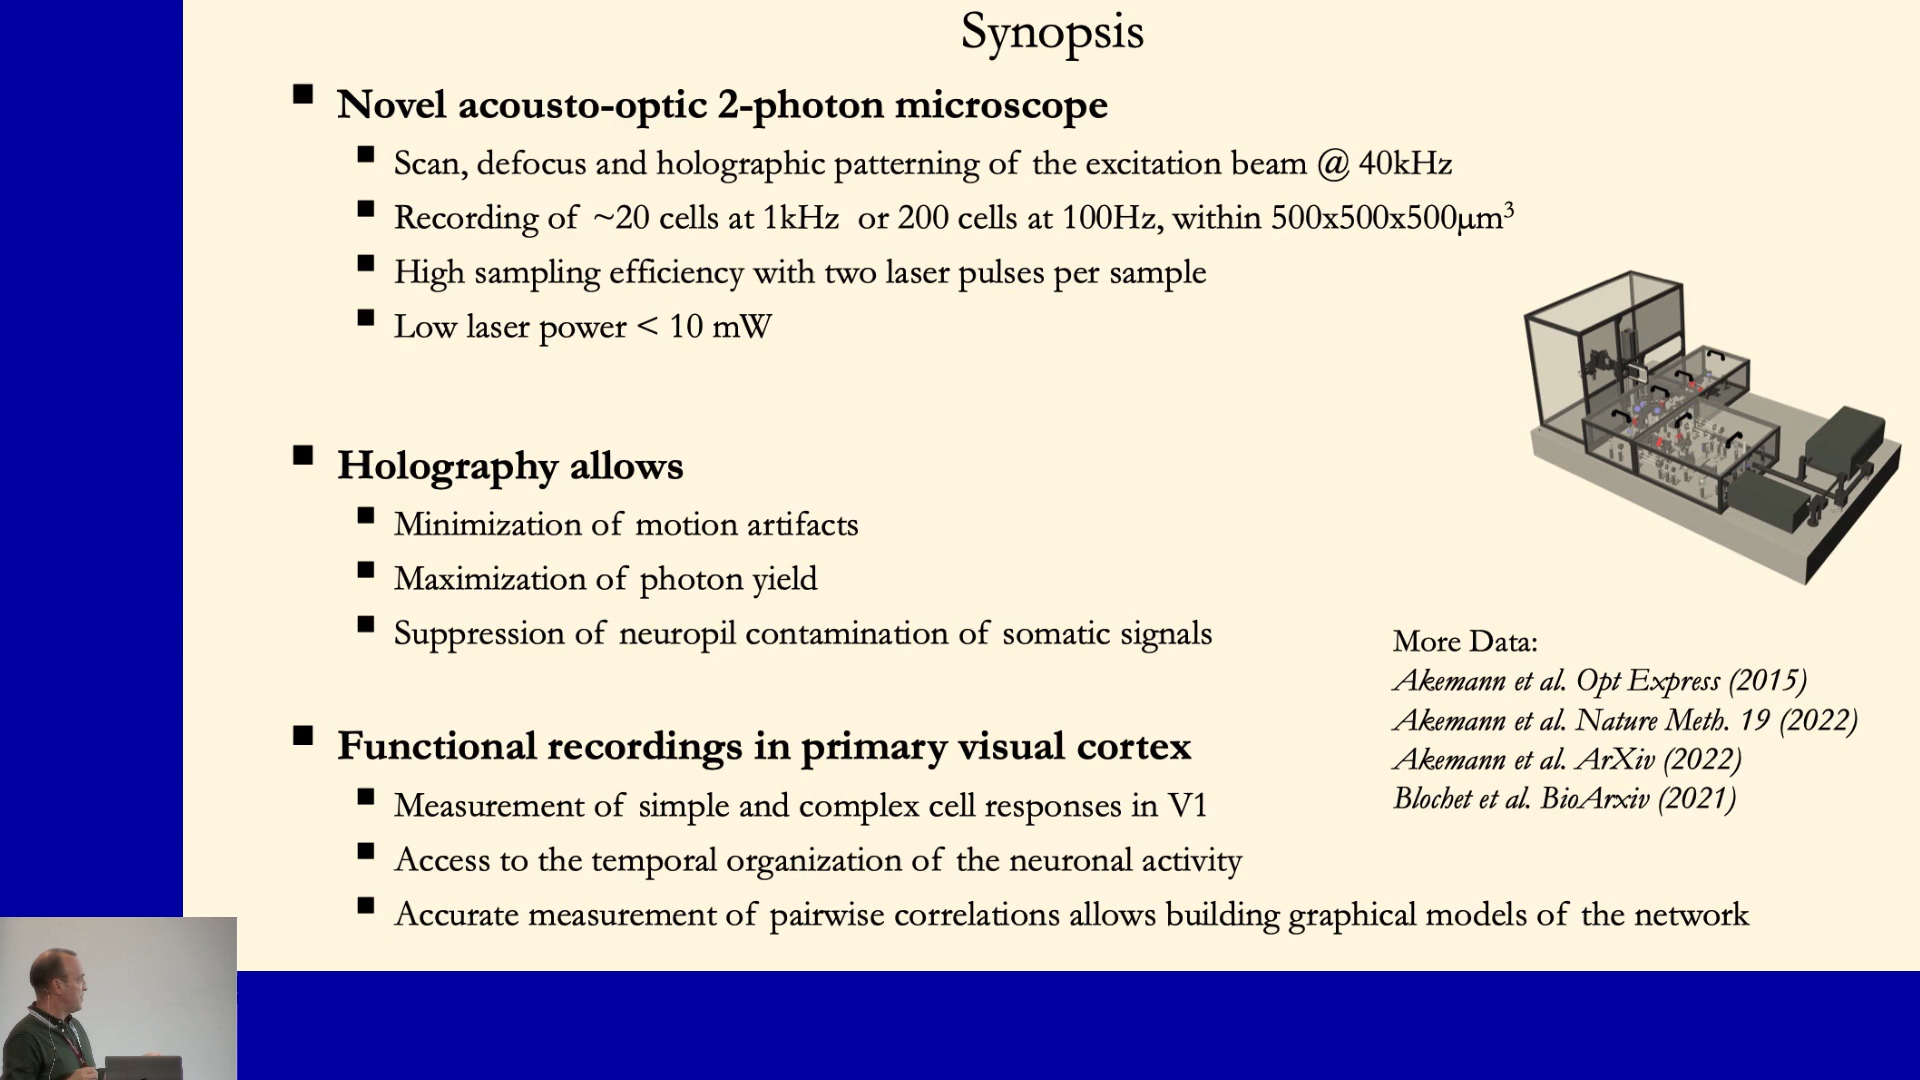 Synopsis
Novel acousto-optic 2-photon microscope
Scan, defocus and holographic patterning of the excitation beam @ 40kHz
Recording of ~20 cells at 1kHz or 200 cells at 100Hz, within 500x500x500µm³
High sampling efficiency with two laser pulses per sample
Low laser power < 10 mW
Holography allows
Minimization of motion artifacts
Maximization of photon yield
Suppression of neuropil contamination of somatic signals
More Data:
Akemann et al. Opt Express (2015)
Akemann et al. Nature Meth. 19 (2022)
Akemann et al. ArXiv (2022)
Blochet et al. BioArxiv (2021)
Functional recordings in primary visual cortex
Measurement of simple and complex cell responses in V1
Access to the temporal organization of the neuronal activity
Accurate measurement of pairwise correlations allows building graphical models of the network